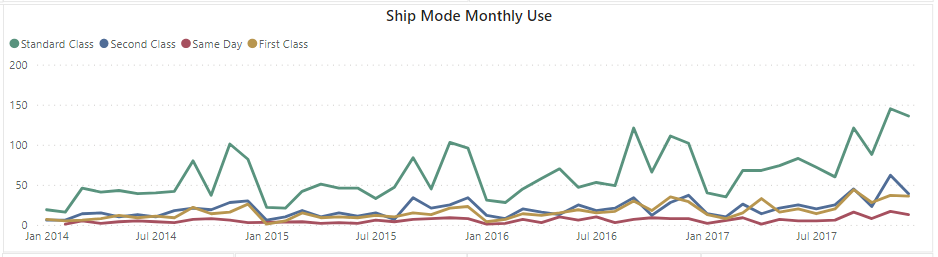 Ship Mode Monthly Use
Standard Class Second Class Same Day First Class
200
150
100
50
0
Jan 2014 Jul 2014 Jan 2015 Jul 2015 Jan 2016 Jul 2016 Jan 2017 Jul 2017